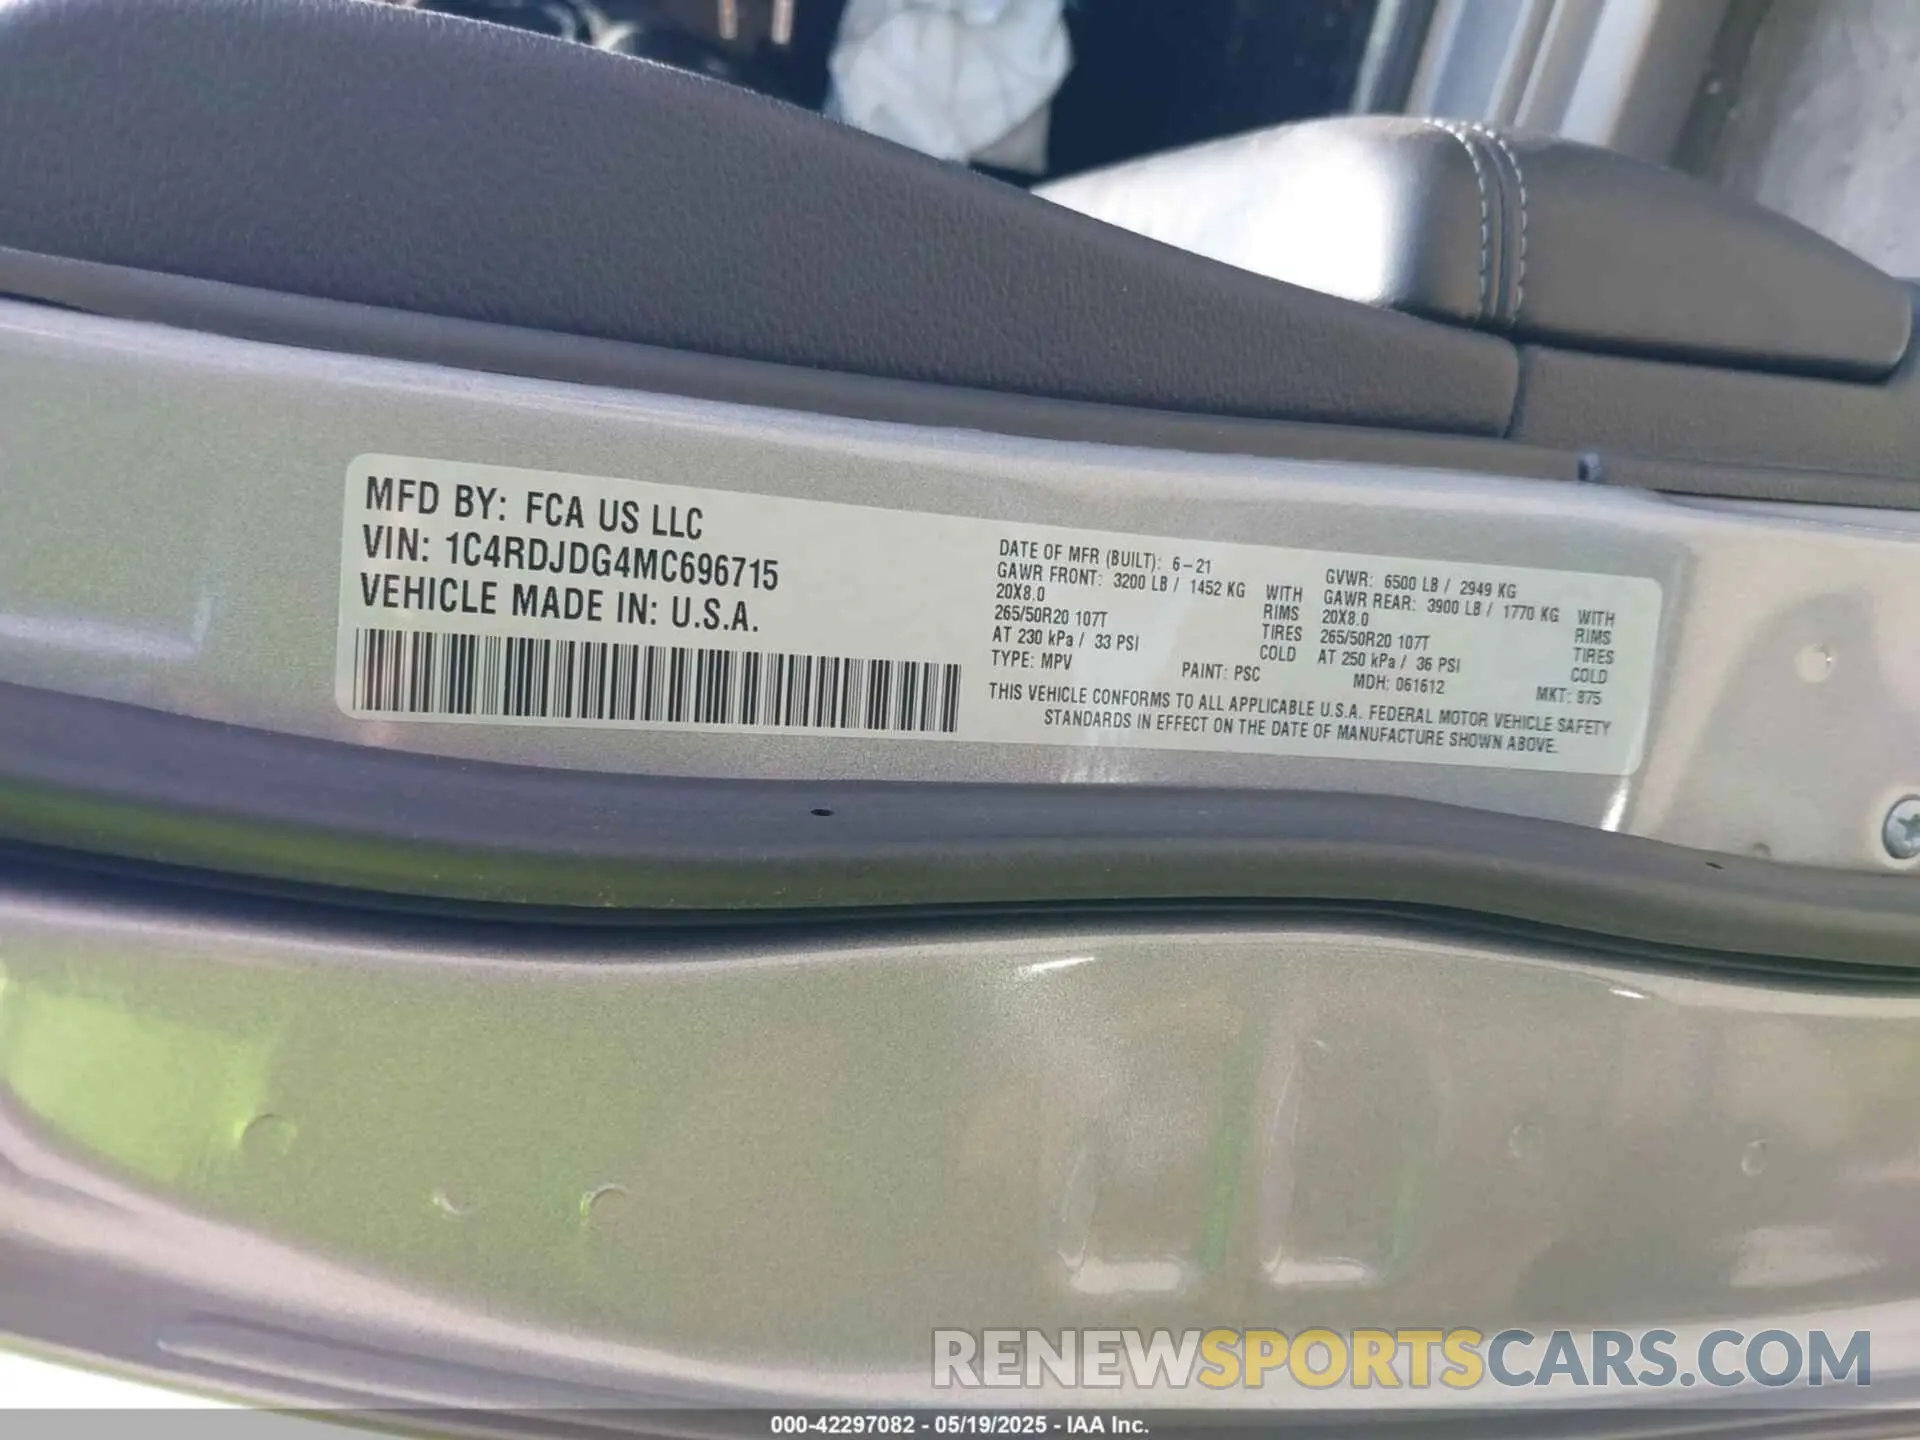 MFD BY: FCA US LLC
VIN: 1C4RDJDG4MC696715
VEHICLE MADE IN: U.S.A.
DATE OF MFR (BUILT): 6-21
GAWR FRONT: 3200 LB / 1452 KG WITH
20X8.0 RIMS
265/50R20 107T TIRES
AT 230 kPa / 33 PSI COLD
GVWR: 6500 LB / 2949 KG
GAWR REAR: 3900 LB / 1770 KG WITH
20X8.0 RIMS
265/50R20 107T TIRES
AT 250 kPa / 36 PSI COLD
TYPE: MPV PAINT: PSC MDH: 061612 MKT: 875
THIS VEHICLE CONFORMS TO ALL APPLICABLE U.S.A. FEDERAL MOTOR VEHICLE SAFETY
STANDARDS IN EFFECT ON THE DATE OF MANUFACTURE SHOWN ABOVE.
RENEWSPORTSCARS.COM
000-42297082 - 05/19/2025 - IAA Inc.